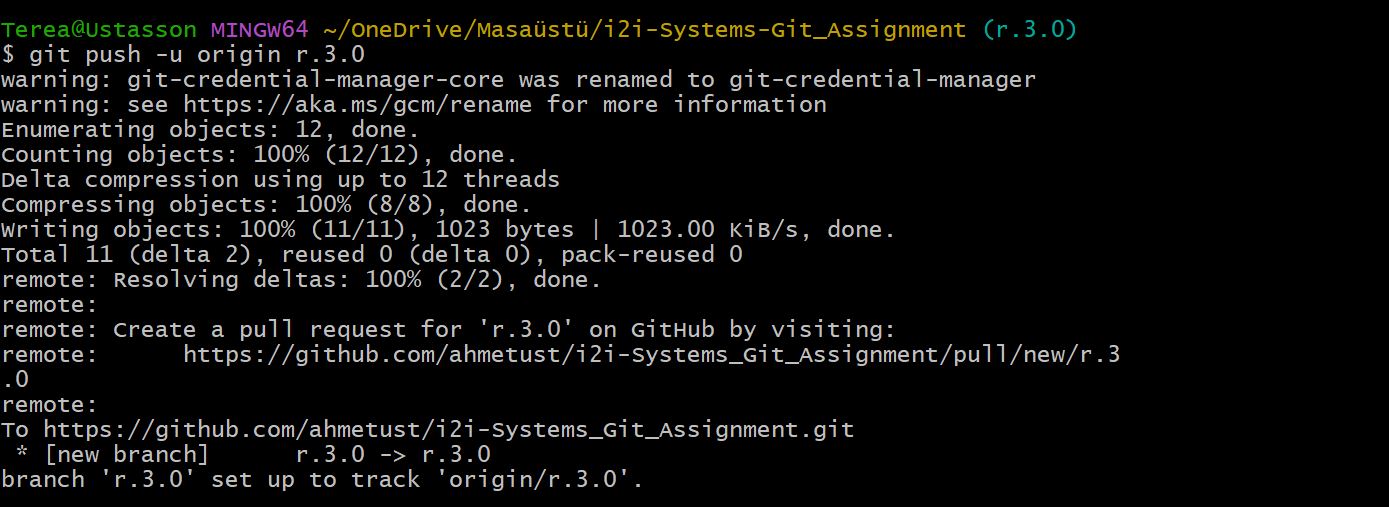 Terea@Ustasson MINGW64 ~/OneDrive/Masaüstü/i2i-Systems-Git_Assignment (r.3.0)
$ git push -u origin r.3.0
warning: git-credential-manager-core was renamed to git-credential-manager
warning: see https://aka.ms/gcm/rename for more information
Enumerating objects: 12, done.
Counting objects: 100% (12/12), done.
Delta compression using up to 12 threads
Compressing objects: 100% (8/8), done.
Writing objects: 100% (11/11), 1023 bytes | 1023.00 KiB/s, done.
Total 11 (delta 2), reused 0 (delta 0), pack-reused 0
remote: Resolving deltas: 100% (2/2), done.
remote:
remote: Create a pull request for 'r.3.0' on GitHub by visiting:
remote:      https://github.com/ahmetust/i2i-Systems_Git_Assignment/pull/new/r.3
.0
remote:
To https://github.com/ahmetust/i2i-Systems_Git_Assignment.git
 * [new branch]      r.3.0 -> r.3.0
branch 'r.3.0' set up to track 'origin/r.3.0'.